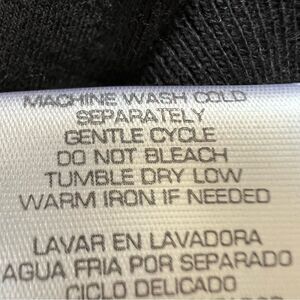 MACHINE WASH COLD
SEPARATELY
GENTLE CYCLE
DO NOT BLEACH
TUMBLE DRY LOW
WARM IRON IF NEEDED
LAVAR EN LAVADORA
AGUA FRIA POR SEPARADO
CICLO DELICADO